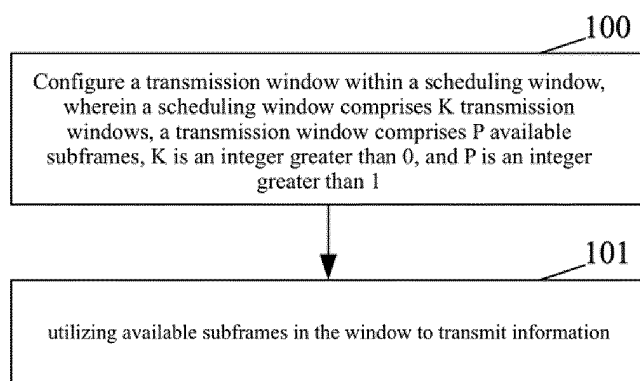 100
Configure a transmission window within a scheduling window,
wherein a scheduling window comprises K transmission
windows, a transmission window comprises P available
subframes, K is an integer greater than 0, and P is an integer
greater than 1
101
utilizing available subframes in the window to transmit information